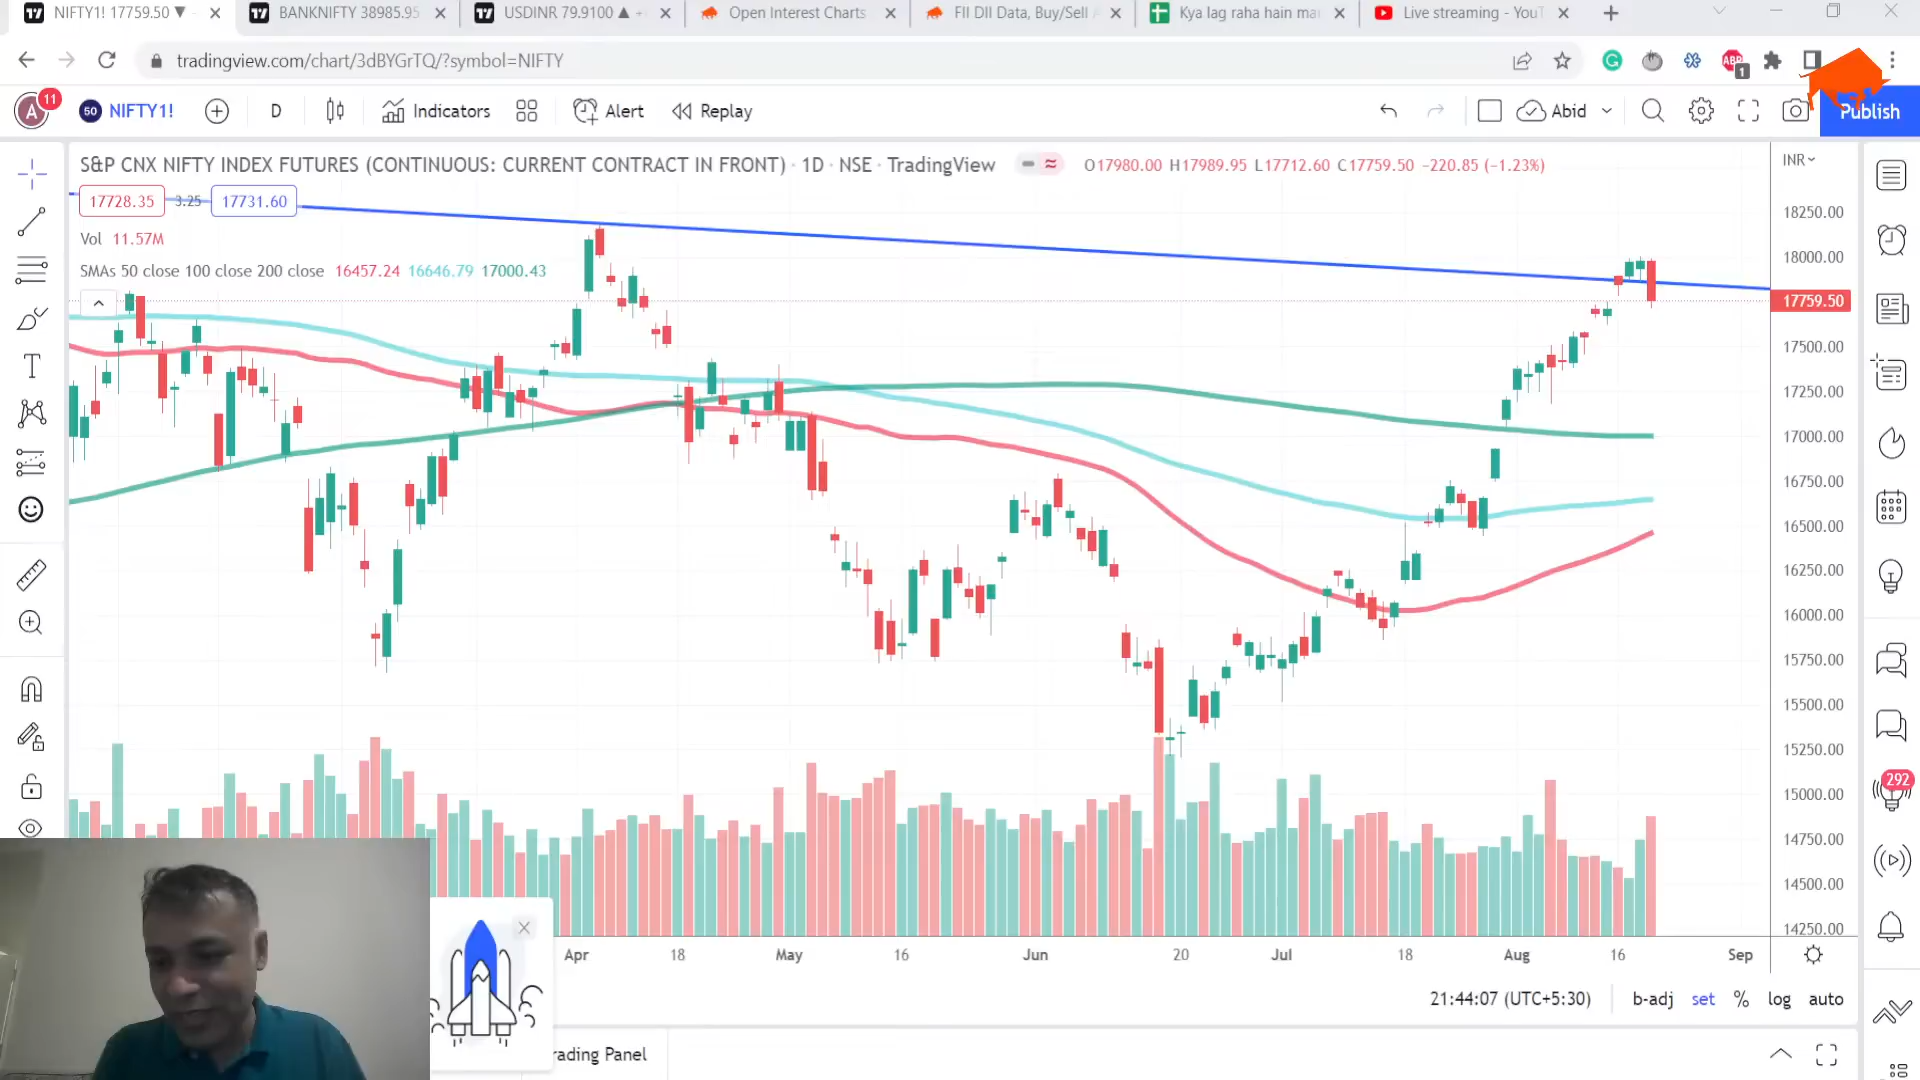 NIFTY1! 17759.50 ▼
BANKNIFTY 38985.95
USDINR 79.9100 ▲ +
Open Interest Charts
FII DII Data, Buy/Sell
Kya lag raha hain ma
Live streaming - YouT
tradingview.com/chart/3dBYGrTQ/?symbol=NIFTY
ABP
1
A
11
50
NIFTY1!
D
Indicators
Alert
Replay
Abid
Publish
S&P CNX NIFTY INDEX FUTURES (CONTINUOUS: CURRENT CONTRACT IN FRONT) · 1D · NSE · TradingView
O17980.00 H17989.95 L17712.60 C17759.50 −220.85 (−1.23%)
INR
17728.35
3.25
17731.60
Vol 11.57M
SMAs 50 close 100 close 200 close 16457.24 16646.79 17000.43
18250.00
18000.00
17759.50
17500.00
17250.00
17000.00
16750.00
16500.00
16250.00
16000.00
15750.00
15500.00
15250.00
15000.00
14750.00
14500.00
14250.00
292
Apr
18
May
16
Jun
20
Jul
18
Aug
16
Sep
21:44:07 (UTC+5:30)
b-adj
set
%
log
auto
rading Panel